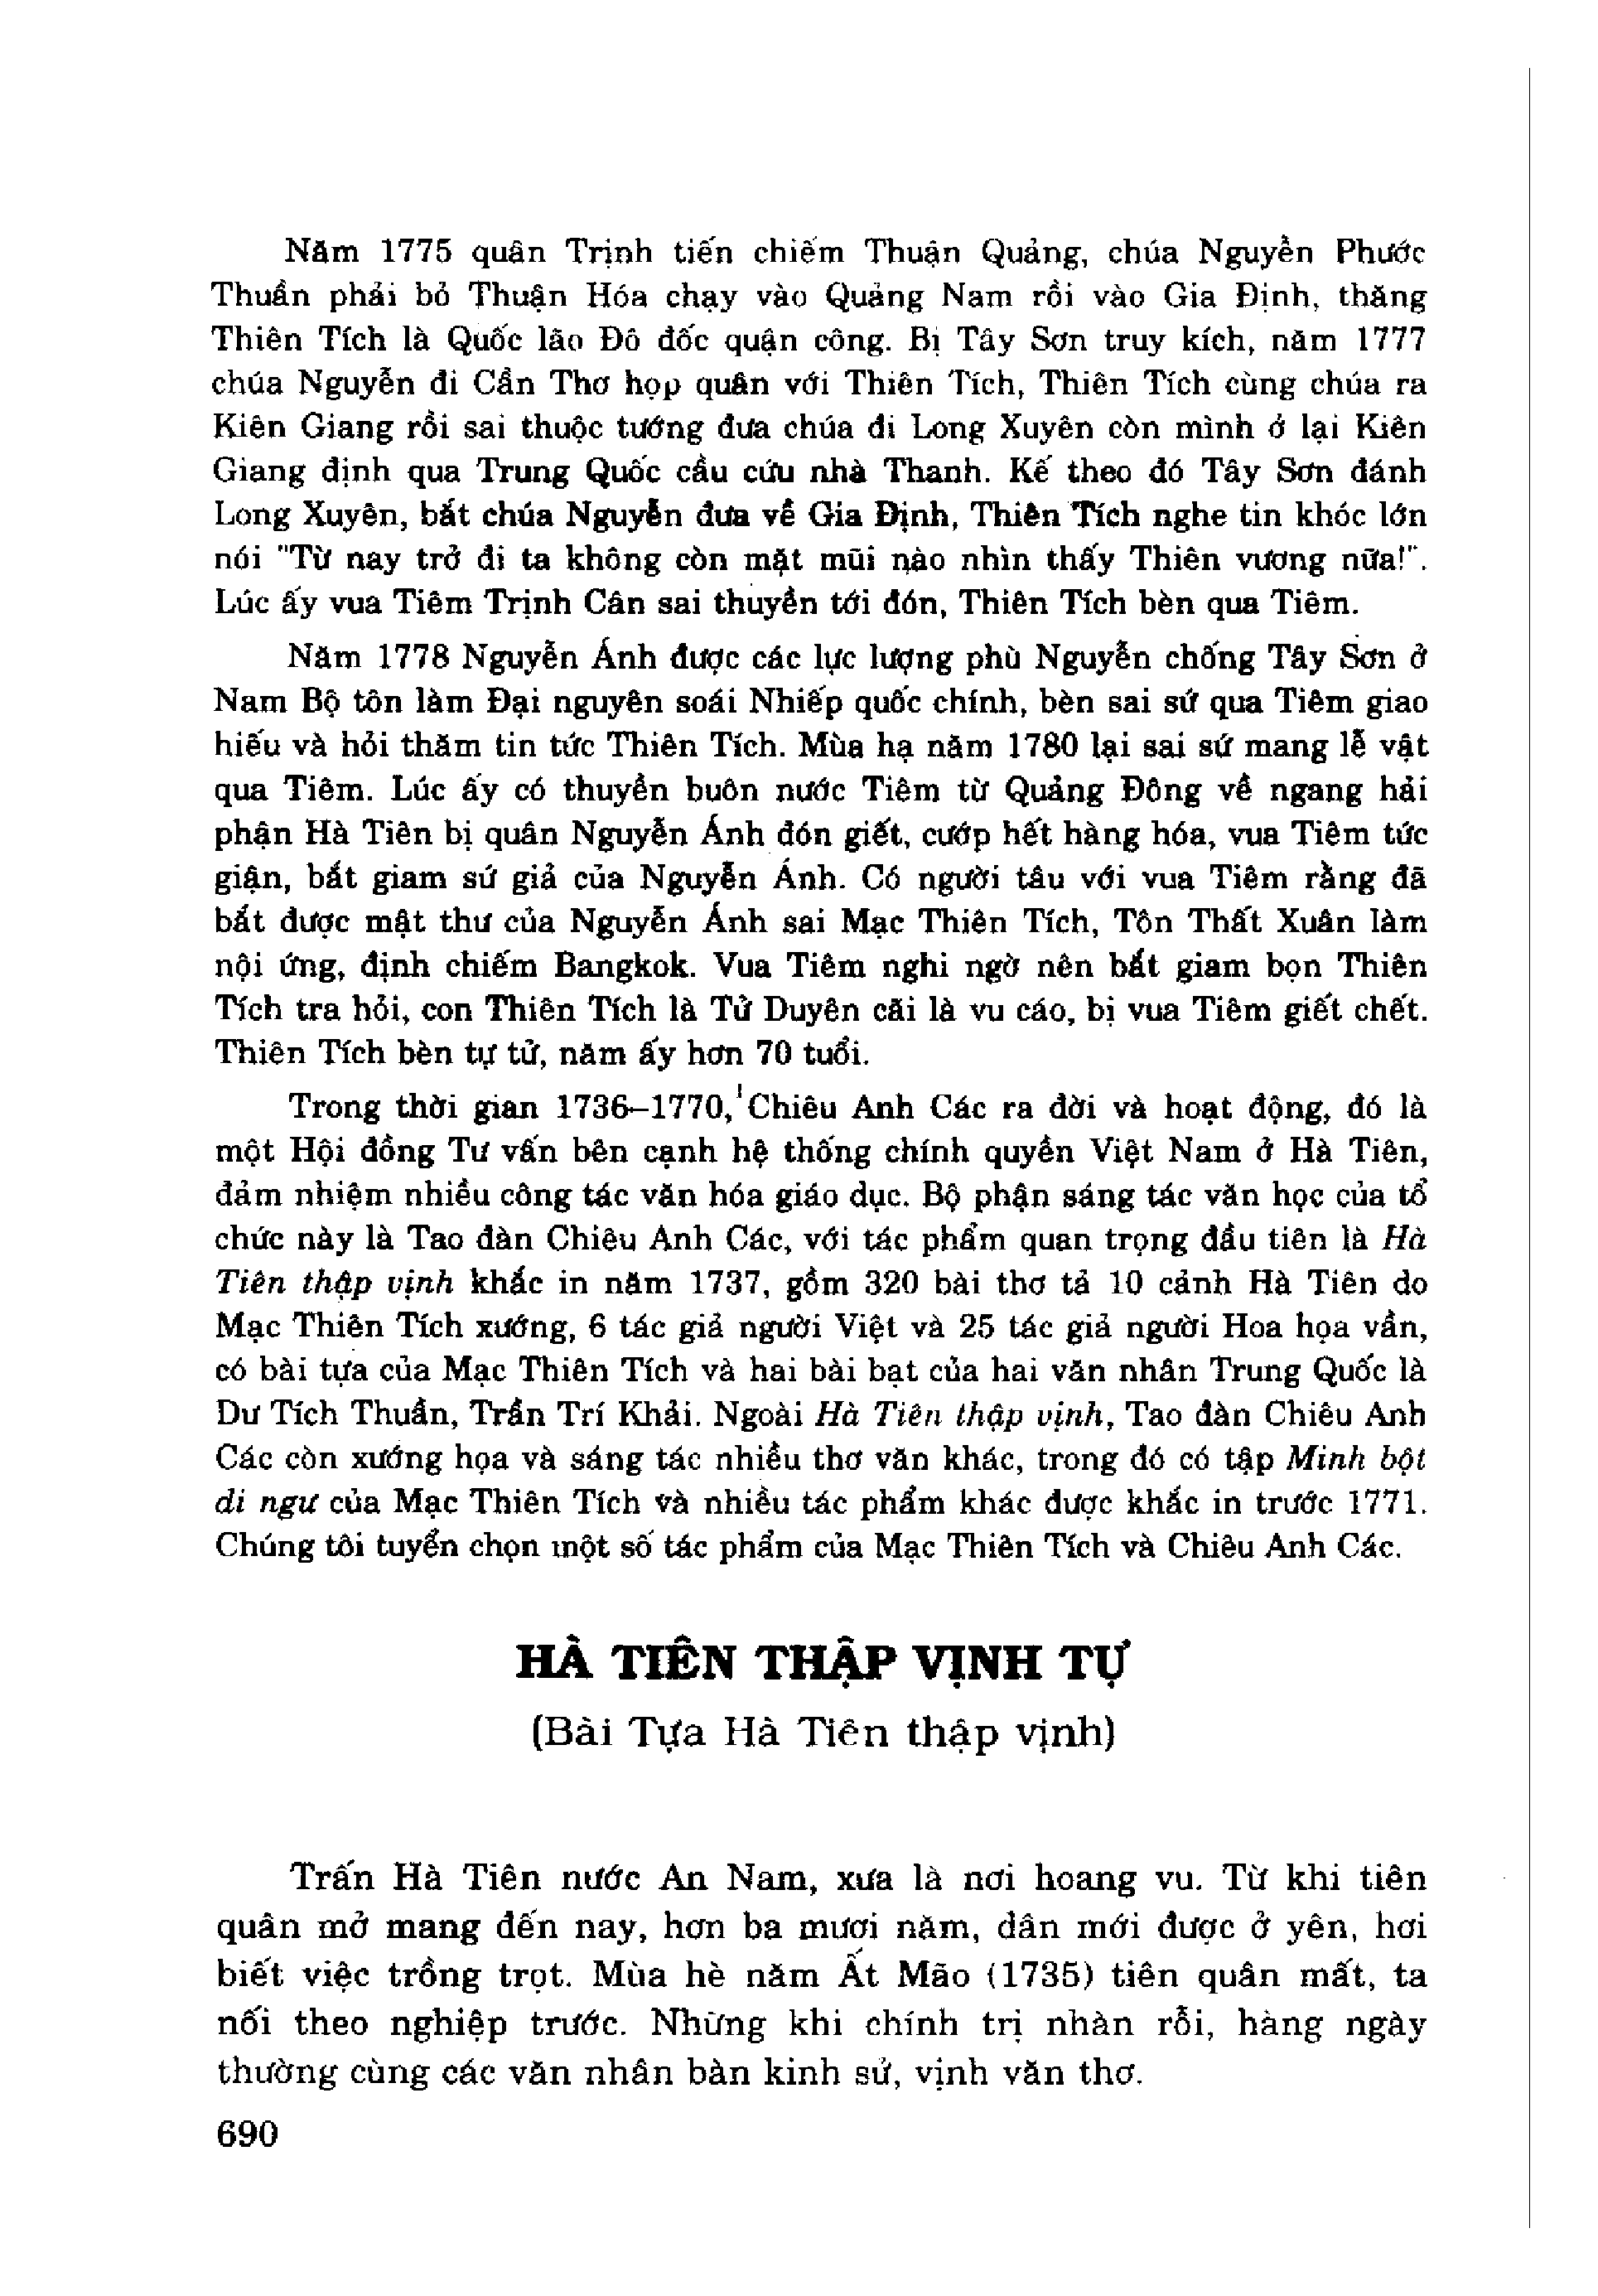 Năm 1775 quân Trịnh tiến chiếm Thuận Quảng, chúa Nguyễn Phước
Thuần phải bỏ Thuận Hóa chạy vào Quảng Nam rồi vào Gia Định, thăng
Thiên Tích là Quốc lão Đô đốc quận công. Bị Tây Sơn truy kích, năm 1777
chúa Nguyễn đi Cần Thơ họp quân với Thiên Tích, Thiên Tích cùng chúa ra
Kiên Giang rồi sai thuộc tướng đưa chúa đi Long Xuyên còn mình ở lại Kiên
Giang định qua Trung Quốc cầu cứu nhà Thanh. Kế theo đó Tây Sơn đánh
Long Xuyên, bắt chúa Nguyễn đưa về Gia Định, Thiên Tích nghe tin khóc lớn
nói "Từ nay trở đi ta không còn mặt mũi nào nhìn thấy Thiên vương nữa!".
Lúc ấy vua Tiêm Trịnh Cân sai thuyền tới đón, Thiên Tích bèn qua Tiêm.
Năm 1778 Nguyễn Ánh được các lực lượng phù Nguyễn chống Tây Sơn ở
Nam Bộ tôn làm Đại nguyên soái Nhiếp quốc chính, bèn sai sứ qua Tiêm giao
hiếu và hỏi thăm tin tức Thiên Tích. Mùa hạ năm 1780 lại sai sứ mang lễ vật
qua Tiêm. Lúc ấy có thuyền buôn nước Tiêm từ Quảng Đông về ngang hải
phận Hà Tiên bị quân Nguyễn Ánh đón giết, cướp hết hàng hóa, vua Tiêm tức
giận, bắt giam sứ giả của Nguyễn Ánh. Có người tâu với vua Tiêm rằng đã
bắt được mật thư của Nguyễn Ánh sai Mạc Thiên Tích, Tôn Thất Xuân làm
nội ứng, định chiếm Bangkok. Vua Tiêm nghi ngờ nên bắt giam bọn Thiên
Tích tra hỏi, con Thiên Tích là Tử Duyên cãi là vu cáo, bị vua Tiêm giết chết.
Thiên Tích bèn tự tử, năm ấy hơn 70 tuổi.
Trong thời gian 1736–1770, Chiêu Anh Các ra đời và hoạt động, đó là
một Hội đồng Tư vấn bên cạnh hệ thống chính quyền Việt Nam ở Hà Tiên,
đảm nhiệm nhiều công tác văn hóa giáo dục. Bộ phận sáng tác văn học của tổ
chức này là Tao đàn Chiêu Anh Các, với tác phẩm quan trọng đầu tiên là Hà
Tiên thập vịnh khắc in năm 1737, gồm 320 bài thơ tả 10 cảnh Hà Tiên do
Mạc Thiên Tích xướng, 6 tác giả người Việt và 25 tác giả người Hoa họa vần,
có bài tựa của Mạc Thiên Tích và hai bài bạt của hai văn nhân Trung Quốc là
Dư Tích Thuần, Trần Trí Khải. Ngoài Hà Tiên thập vịnh, Tao đàn Chiêu Anh
Các còn xướng họa và sáng tác nhiều thơ văn khác, trong đó có tập Minh bột
di ngư của Mạc Thiên Tích và nhiều tác phẩm khác được khắc in trước 1771.
Chúng tôi tuyển chọn một số tác phẩm của Mạc Thiên Tích và Chiêu Anh Các.
HÀ TIÊN THẬP VỊNH TỰ
(Bài Tựa Hà Tiên thập vịnh)
Trấn Hà Tiên nước An Nam, xưa là nơi hoang vu. Từ khi tiên
quân mở mang đến nay, hơn ba mươi năm, dân mới được ở yên, hơi
biết việc trồng trọt. Mùa hè năm Ất Mão (1735) tiên quân mất, ta
nối theo nghiệp trước. Những khi chính trị nhàn rỗi, hàng ngày
thường cùng các văn nhân bàn kinh sử, vịnh văn thơ.
690